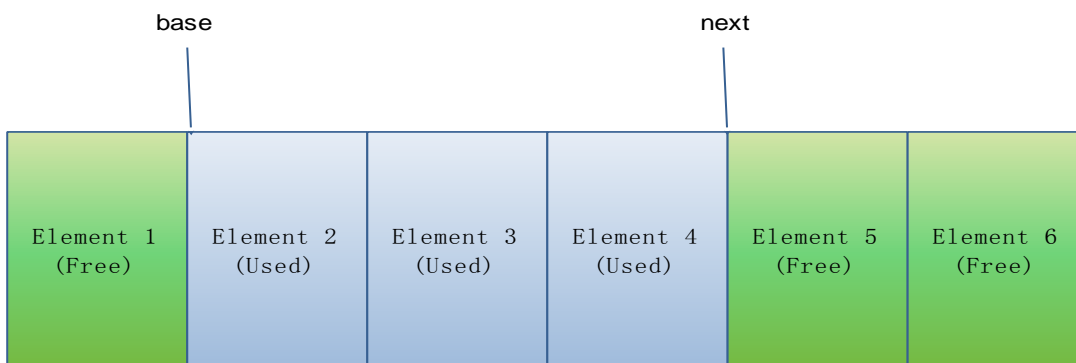 base
next
Element 1
(Free)
Element 2
(Used)
Element 3
(Used)
Element 4
(Used)
Element 5
(Free)
Element 6
(Free)